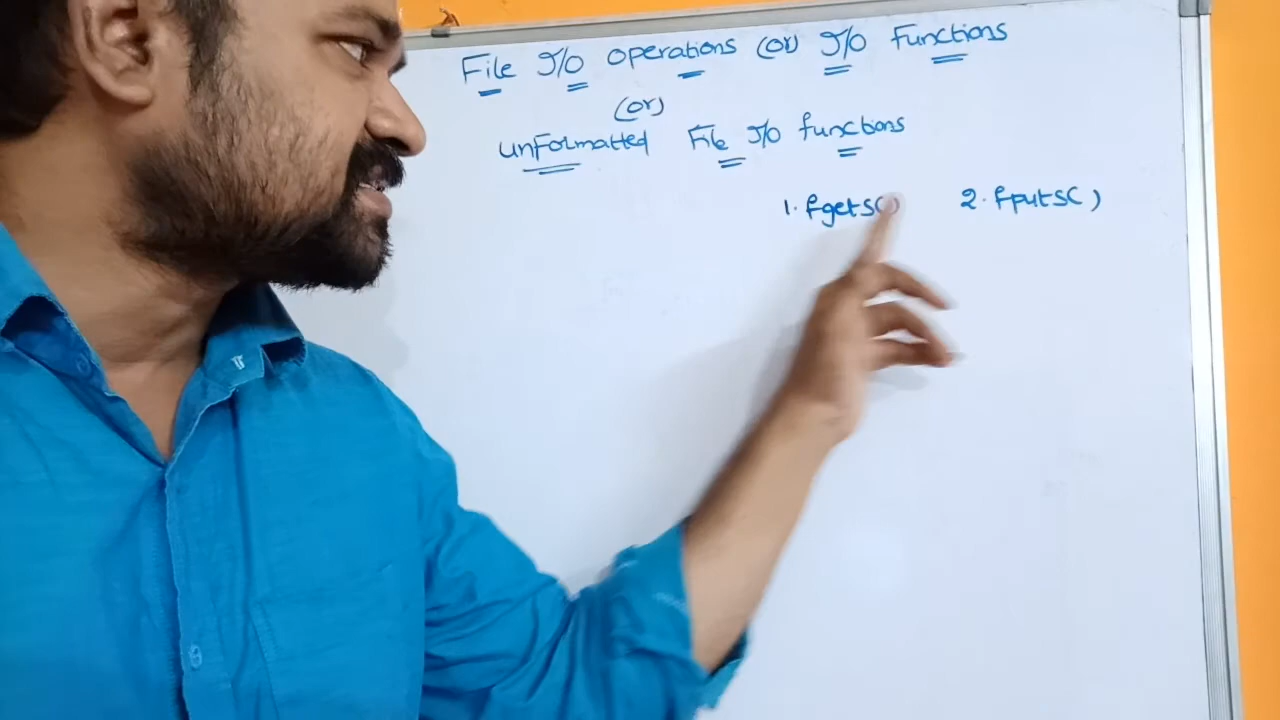 File I/O operations (or) I/O Functions
(or)
unFormatted File I/O functions
1. fgets() 2. fputs()